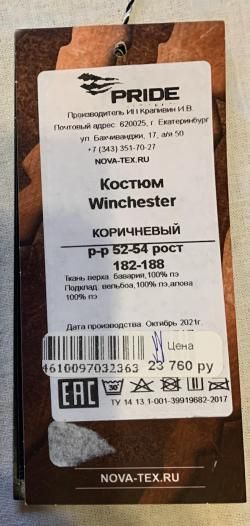 PRIDE
Производитель ИП Крапивин И.В.
Почтовый адрес: 620025, г. Екатеринбург
ул. Бахчиванджи, 17, а/я 50
+7 (343) 351-70-27
NOVA-TEX.RU
Костюм
Winchester
КОРИЧНЕВЫЙ
р-р 52-54 рост
182-188
Ткань верха бавария,100% пэ
Подклад: вельбоа,100% пэ,алова
100% пэ
Дата производства: Октябрь 2021г.
Цена
4610097032363 23 760 ру
EAC 30
ТУ 14.13.1-001-39919682-2017
NOVA-TEX.RU